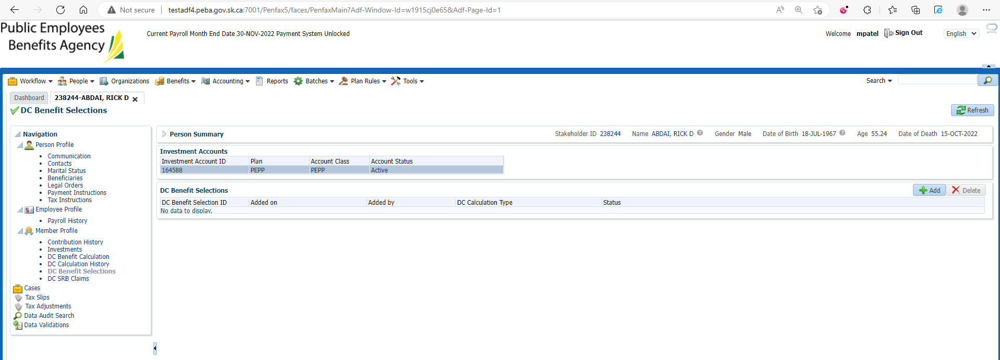 Not secure testadf4.peba.gov.sk.ca:7001/Penfax5/faces/PenfaxMain?Adf-Window-Id=w1915cj0e65&Adf-Page-Id=1
Public Employees
Benefits Agency
Current Payroll Month End Date 30-NOV-2022 Payment System Unlocked
Welcome mpatel Sign Out English
Workflow People Organizations Benefits Accounting Reports Batches Plan Rules Tools Search
Dashboard 238244-ABDAI, RICK D
DC Benefit Selections
Refresh
Navigation
Person Profile
Communication
Contacts
Marital Status
Beneficiaries
Legal Orders
Payment Instructions
Tax Instructions
Employee Profile
Payroll History
Member Profile
Contribution History
Investments
DC Benefit Calculation
DC Calculation History
DC Benefit Selections
DC SRB Claims
Cases
Tax Slips
Tax Adjustments
Data Audit Search
Data Validations
Person Summary Stakeholder ID 238244 Name ABDAI, RICK D Gender Male Date of Birth 18-JUL-1967 Age 55.24 Date of Death 15-OCT-2022
Investment Accounts
Investment Account ID Plan Account Class Account Status
164588 PEPP PEPP Active
DC Benefit Selections Add Delete
DC Benefit Selection ID Added on Added by DC Calculation Type Status
No data to display.